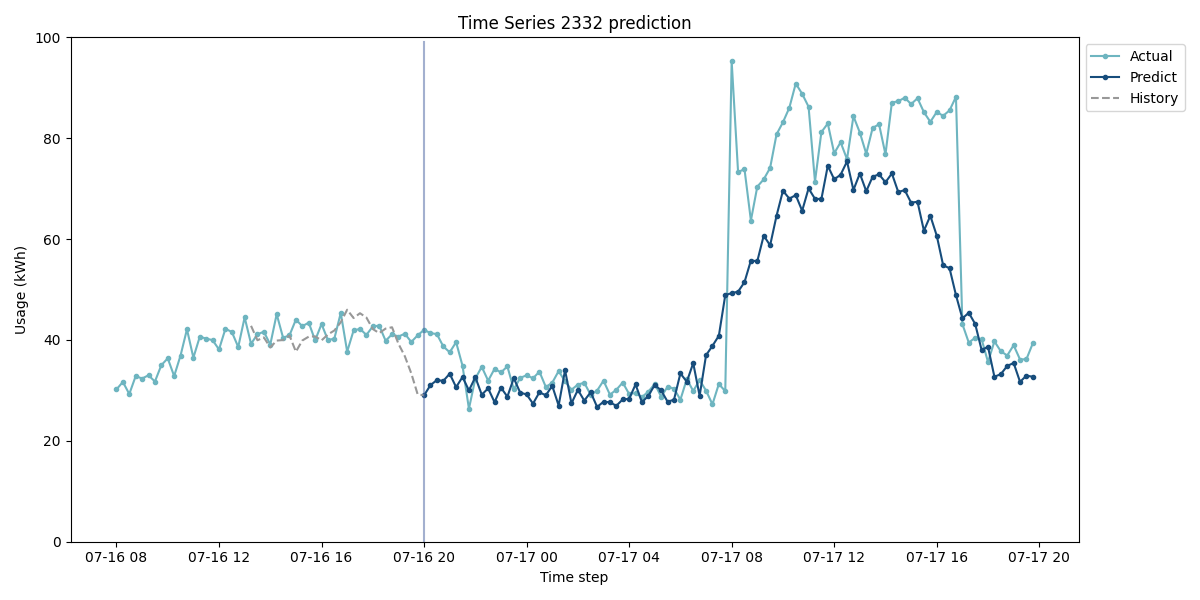 Time Series 2332 prediction
Usage (kWh)
100
80
60
40
20
0
07-16 08 07-16 12 07-16 16 07-16 20 07-17 00 07-17 04 07-17 08 07-17 12 07-17 16 07-17 20
Time step
Actual
Predict
History